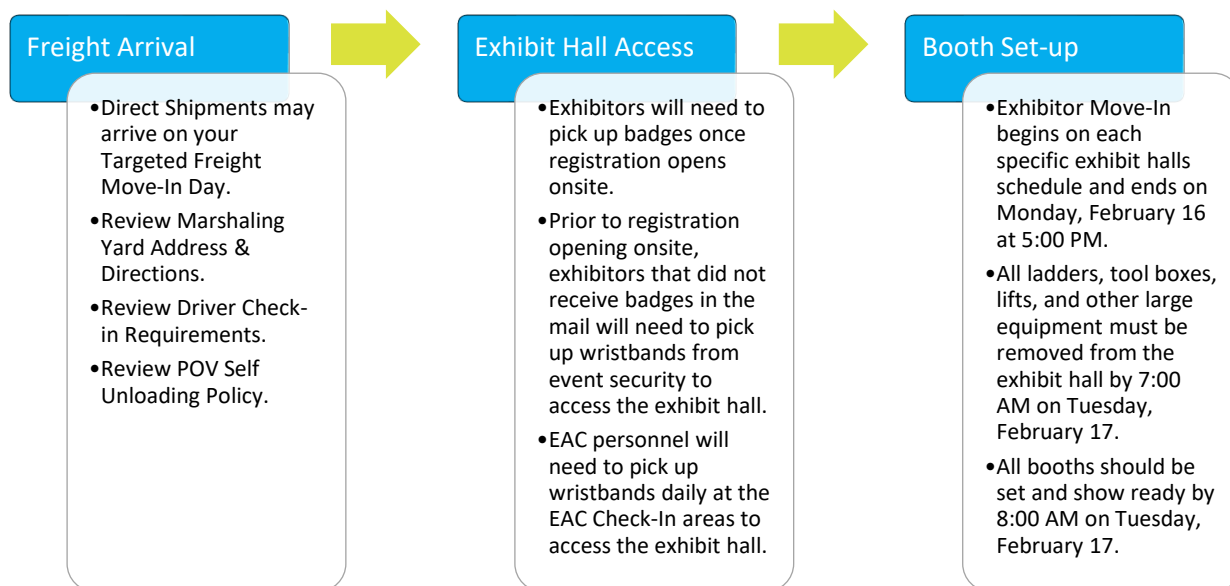 Freight Arrival
•Direct Shipments may
arrive on your
Targeted Freight
Move-In Day.
•Review Marshaling
Yard Address &
Directions.
•Review Driver Check-
in Requirements.
•Review POV Self
Unloading Policy.
Exhibit Hall Access
•Exhibitors will need to
pick up badges once
registration opens
onsite.
•Prior to registration
opening onsite,
exhibitors that did not
receive badges in the
mail will need to pick
up wristbands from
event security to
access the exhibit hall.
•EAC personnel will
need to pick up
wristbands daily at the
EAC Check-In areas to
access the exhibit hall.
Booth Set-up
•Exhibitor Move-In
begins on each
specific exhibit halls
schedule and ends on
Monday, February 16
at 5:00 PM.
•All ladders, tool boxes,
lifts, and other large
equipment must be
removed from the
exhibit hall by 7:00
AM on Tuesday,
February 17.
•All booths should be
set and show ready by
8:00 AM on Tuesday,
February 17.